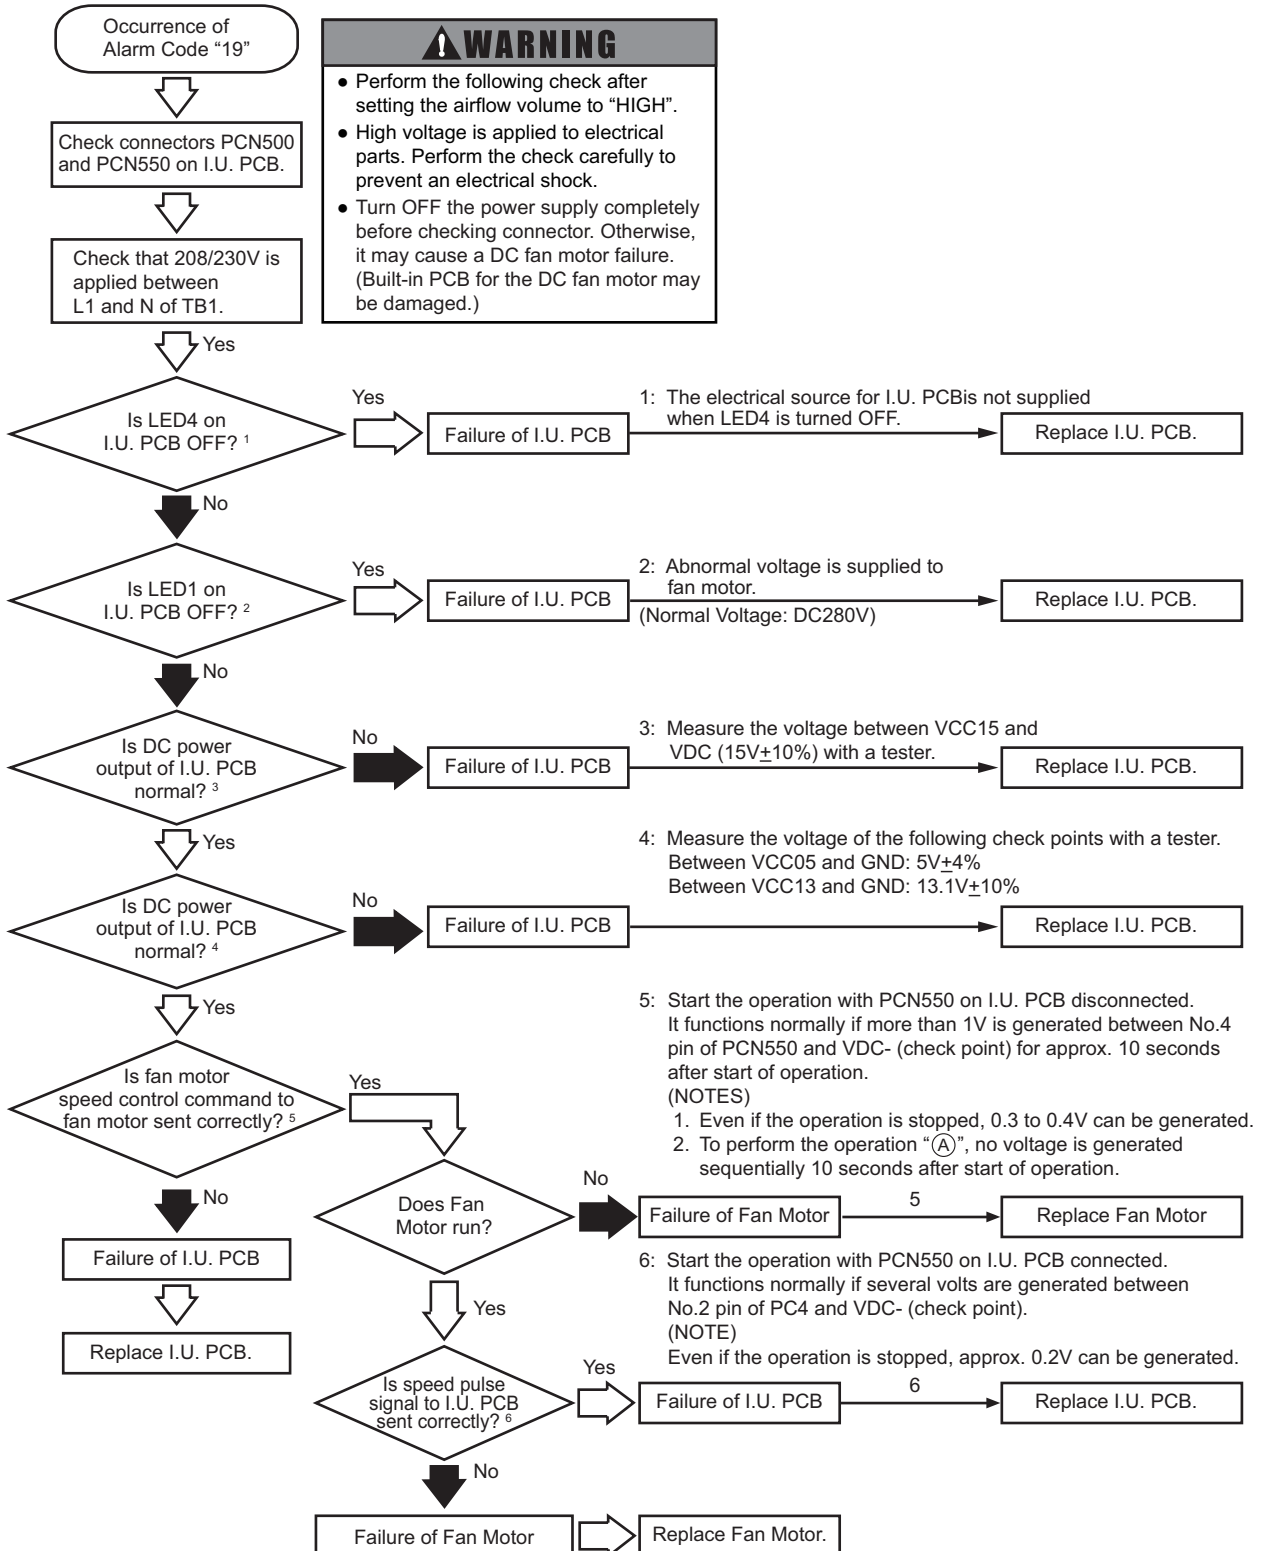 Occurrence of
Alarm Code “19”
WARNING
● Perform the following check after
setting the airflow volume to “HIGH”.
● High voltage is applied to electrical
parts. Perform the check carefully to
prevent an electrical shock.
● Turn OFF the power supply completely
before checking connector. Otherwise,
it may cause a DC fan motor failure.
(Built-in PCB for the DC fan motor may
be damaged.)
Check connectors PCN500
and PCN550 on I.U. PCB.
Check that 208/230V is
applied between
L1 and N of TB1.
Yes
Is LED4 on
I.U. PCB OFF? 1
Yes
Failure of I.U. PCB
1: The electrical source for I.U. PCBis not supplied
when LED4 is turned OFF.
Replace I.U. PCB.
No
Is LED1 on
I.U. PCB OFF? 2
Yes
Failure of I.U. PCB
2: Abnormal voltage is supplied to
fan motor.
(Normal Voltage: DC280V)
Replace I.U. PCB.
No
Is DC power
output of I.U. PCB
normal? 3
No
Failure of I.U. PCB
3: Measure the voltage between VCC15 and
VDC (15V±10%) with a tester.
Replace I.U. PCB.
Yes
Is DC power
output of I.U. PCB
normal? 4
No
Failure of I.U. PCB
4: Measure the voltage of the following check points with a tester.
Between VCC05 and GND: 5V±4%
Between VCC13 and GND: 13.1V±10%
Replace I.U. PCB.
Yes
Is fan motor
speed control command to
fan motor sent correctly? 5
Yes
5: Start the operation with PCN550 on I.U. PCB disconnected.
It functions normally if more than 1V is generated between No.4
pin of PCN550 and VDC- (check point) for approx. 10 seconds
after start of operation.
(NOTES)
1. Even if the operation is stopped, 0.3 to 0.4V can be generated.
2. To perform the operation “Ⓐ”, no voltage is generated
sequentially 10 seconds after start of operation.
No
Failure of I.U. PCB
Replace I.U. PCB.
Does Fan
Motor run?
No
Failure of Fan Motor
5
Replace Fan Motor
Yes
6: Start the operation with PCN550 on I.U. PCB connected.
It functions normally if several volts are generated between
No.2 pin of PC4 and VDC- (check point).
(NOTE)
Even if the operation is stopped, approx. 0.2V can be generated.
Is speed pulse
signal to I.U. PCB
sent correctly? 6
Yes
Failure of I.U. PCB
6
Replace I.U. PCB.
No
Failure of Fan Motor
Replace Fan Motor.